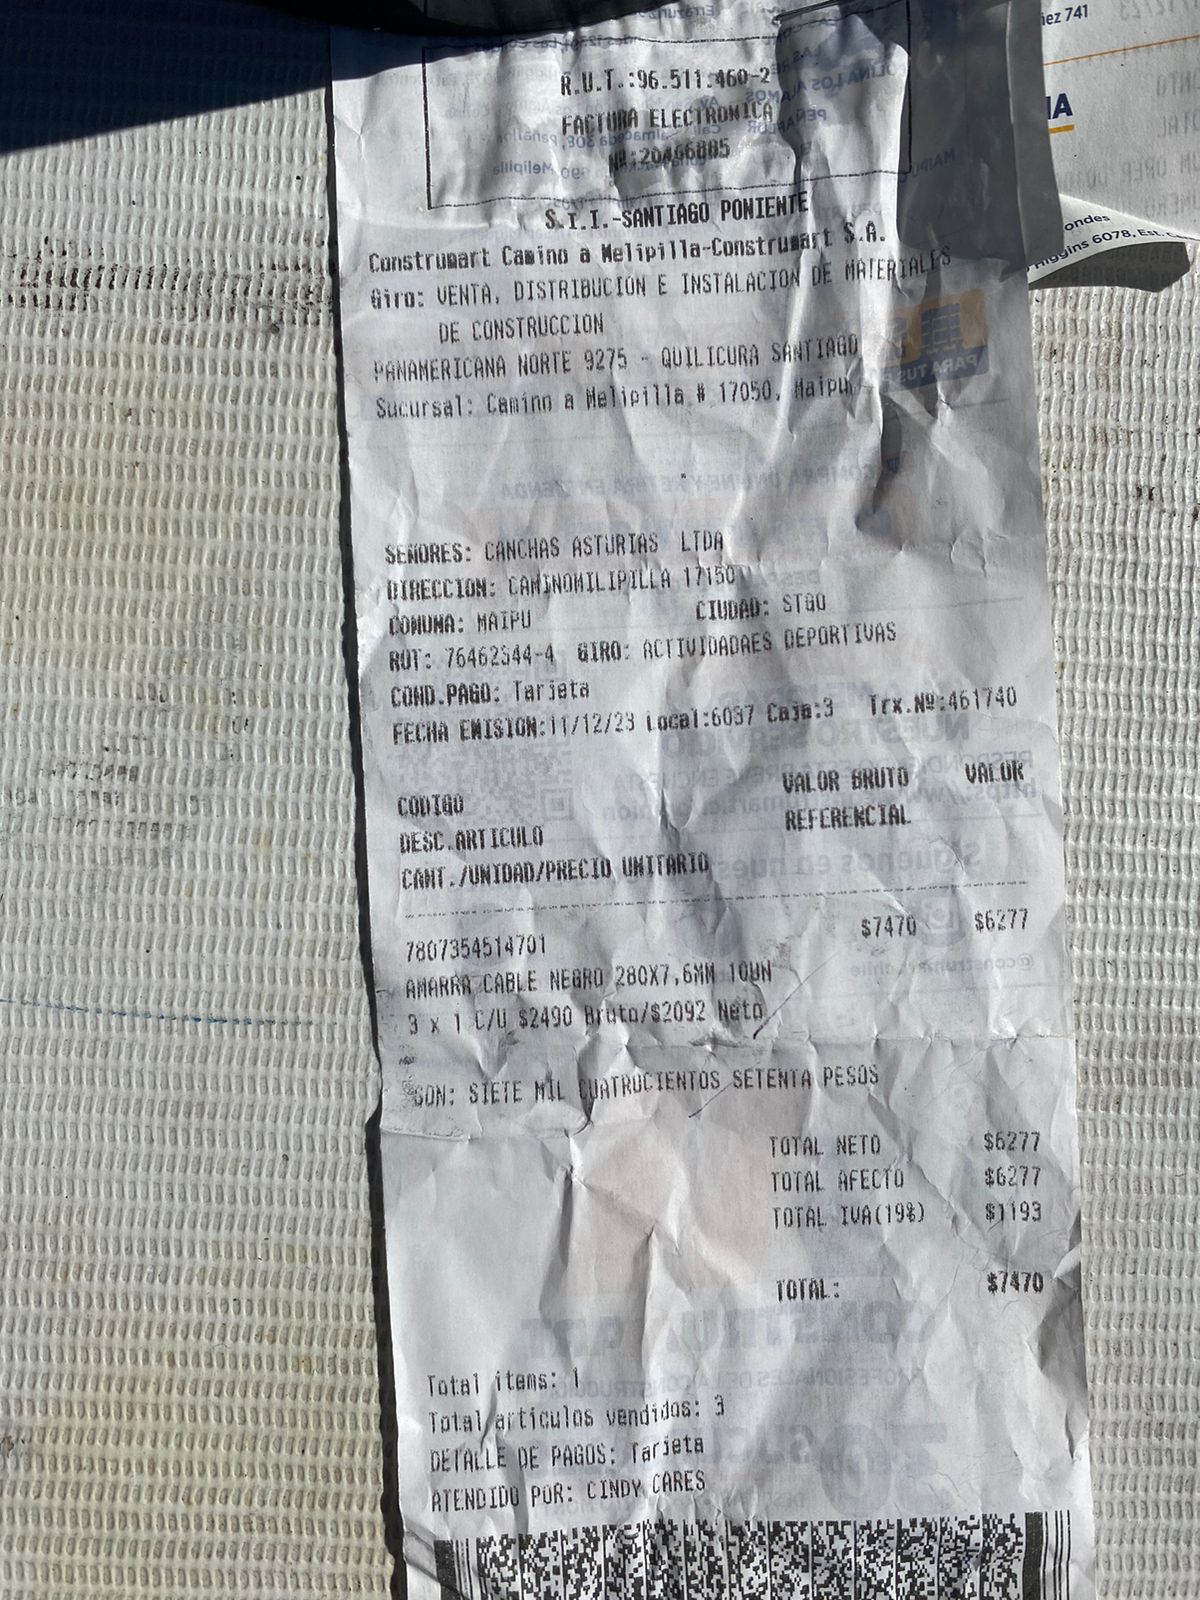 R.U.T.:96.511.460-2
FACTURA ELECTRONICA
Nº:20466885
S.I.I.-SANTIAGO PONIENTE
Construmart Camino a Melipilla-Construmart S.A.
Giro: VENTA, DISTRIBUCION E INSTALACION DE MATERIALES
DE CONSTRUCCION
PANAMERICANA NORTE 9275 - QUILICURA SANTIAGO
Sucursal: Camino a Melipilla # 17050, Maipu
SEÑORES: CANCHAS ASTURIAS LTDA
DIRECCION: CAMINOMILIPILLA 17150
COMUNA: MAIPU CIUDAD: STGO
RUT: 76462344-4 GIRO: ACTIVIDADAES DEPORTIVAS
COND.PAGO: Tarjeta
FECHA EMISION:11/12/23 Local:6037 Caja:3 Trx.Nº:461740
CODIGO VALOR BRUTO VALOR
DESC.ARTICULO REFERENCIAL
CANT./UNIDAD/PRECIO UNITARIO
7807354514701 $7470 $6277
AMARRA CABLE NEGRO 280X7,6MM 10UN
3 x 1 C/U $2490 Bruto/$2092 Neto
SON: SIETE MIL CUATROCIENTOS SETENTA PESOS
TOTAL NETO $6277
TOTAL AFECTO $6277
TOTAL IVA(19%) $1193
TOTAL: $7470
Total items: 1
Total articulos vendidos: 3
DETALLE DE PAGOS: Tarjeta
ATENDIDO POR: CINDY CARES